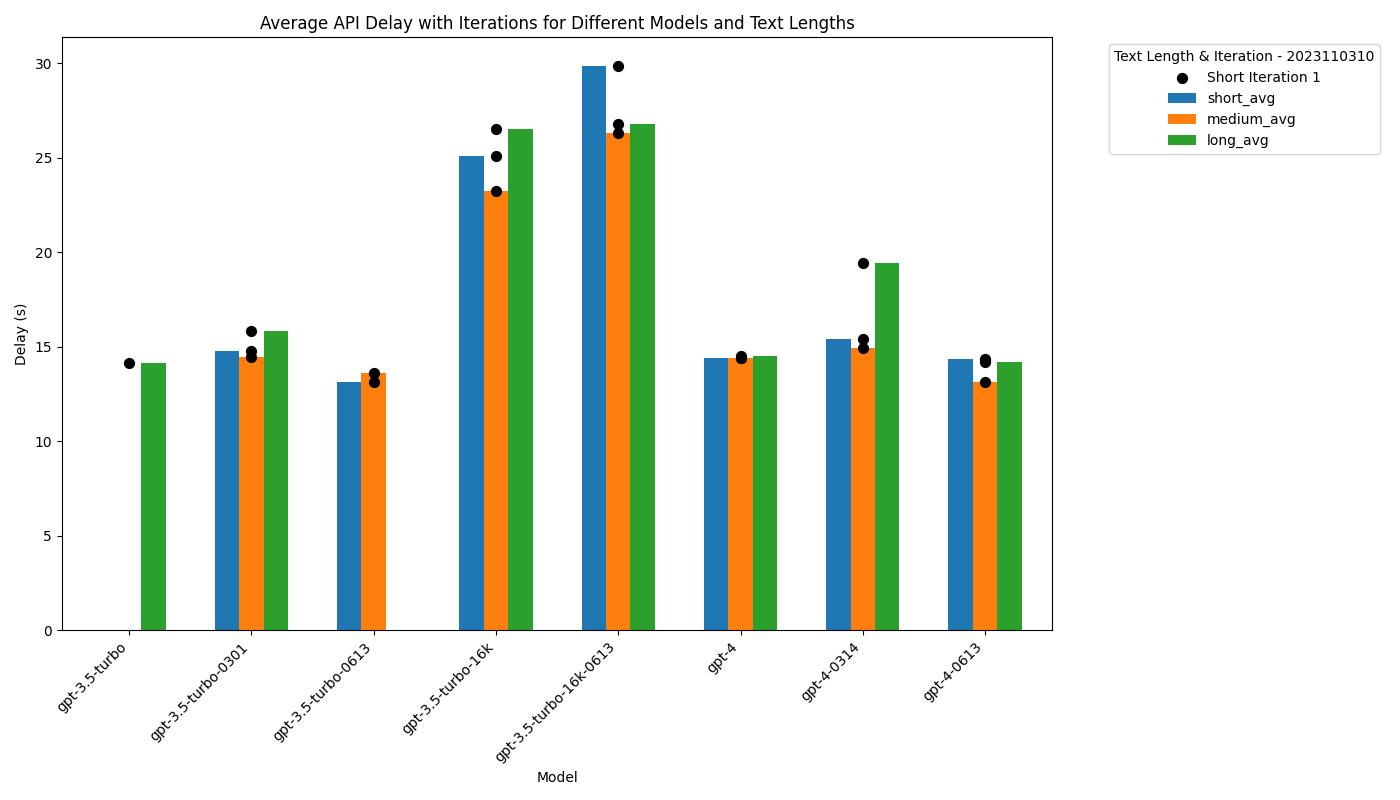 Average API Delay with Iterations for Different Models and Text Lengths
Text Length & Iteration - 2023110310
Short Iteration 1
short_avg
medium_avg
long_avg
Delay (s)
30
25
20
15
10
5
0
gpt-3.5-turbo
gpt-3.5-turbo-0301
gpt-3.5-turbo-0613
gpt-3.5-turbo-16k
gpt-3.5-turbo-16k-0613
gpt-4
gpt-4-0314
gpt-4-0613
Model